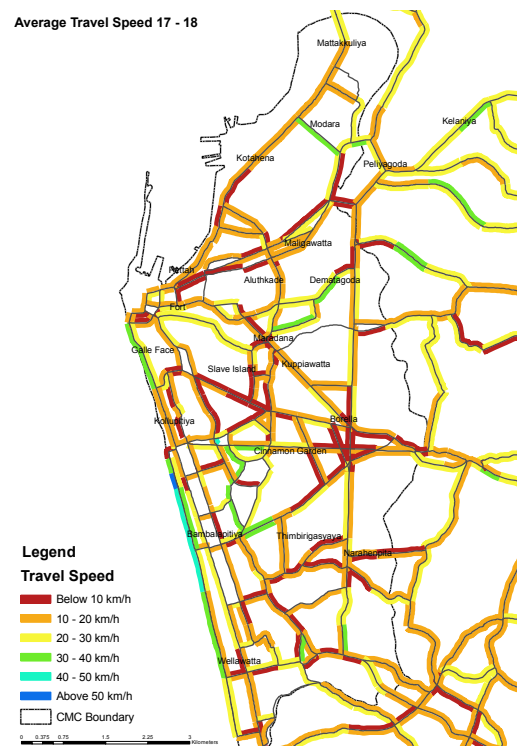 Average Travel Speed 17 - 18
Mattakkuliya
Modara
Kelaniya
Kotahena
Peliyagoda
Maligawatta
Pettah
Aluthkade
Dematagoda
Fort
Maradana
Galle Face
Kuppiawatta
Slave Island
Kollupitiya
Borella
Cinnamon Garden
Bambalapitiya
Thimbirigasyaya
Narahenpita
Wellawatta
Legend
Travel Speed
Below 10 km/h
10 - 20 km/h
20 - 30 km/h
30 - 40 km/h
40 - 50 km/h
Above 50 km/h
CMC Boundary
0 0.375 0.75 1.5 2.25 3
Kilometers